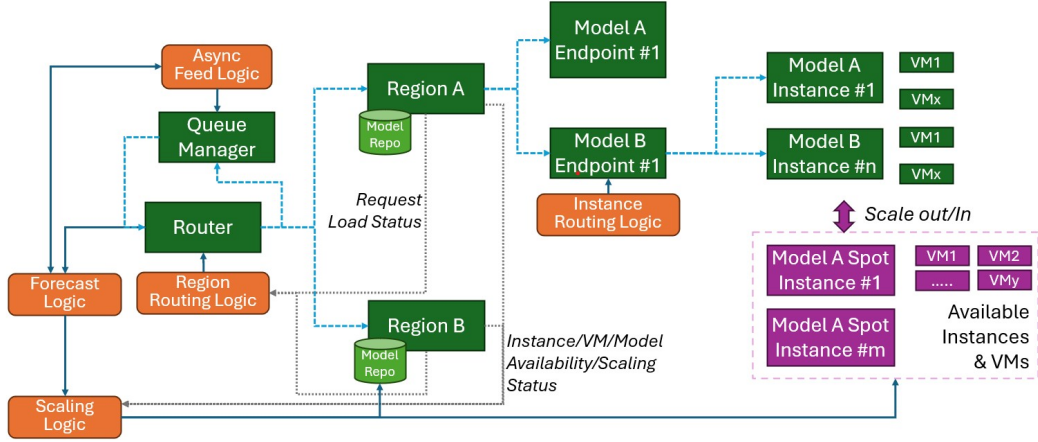 Async
Feed Logic
Queue
Manager
Router
Forecast
Logic
Region
Routing Logic
Scaling
Logic
Region A
Model
Repo
Request
Load Status
Region B
Model
Repo
Instance/VM/Model
Availability/Scaling
Status
Model A
Endpoint #1
Model B
Endpoint #1
Instance
Routing Logic
Model A
Instance #1
VM1
VMx
Model B
Instance #n
VM1
VMx
Scale out/In
Model A Spot
Instance #1
VM1
VM2
.....
VMy
Model A Spot
Instance #m
Available
Instances
& VMs